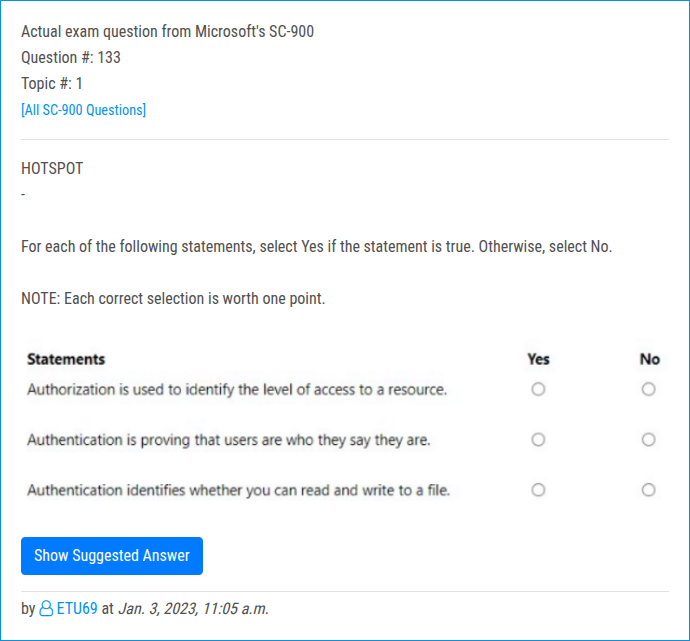 Actual exam question from Microsoft's SC-900
Question #: 133
Topic #: 1
[All SC-900 Questions]
HOTSPOT
-
For each of the following statements, select Yes if the statement is true. Otherwise, select No.
NOTE: Each correct selection is worth one point.
Statements Yes No
Authorization is used to identify the level of access to a resource.
Authentication is proving that users are who they say they are.
Authentication identifies whether you can read and write to a file.
Show Suggested Answer
by ETU69 at Jan. 3, 2023, 11:05 a.m.